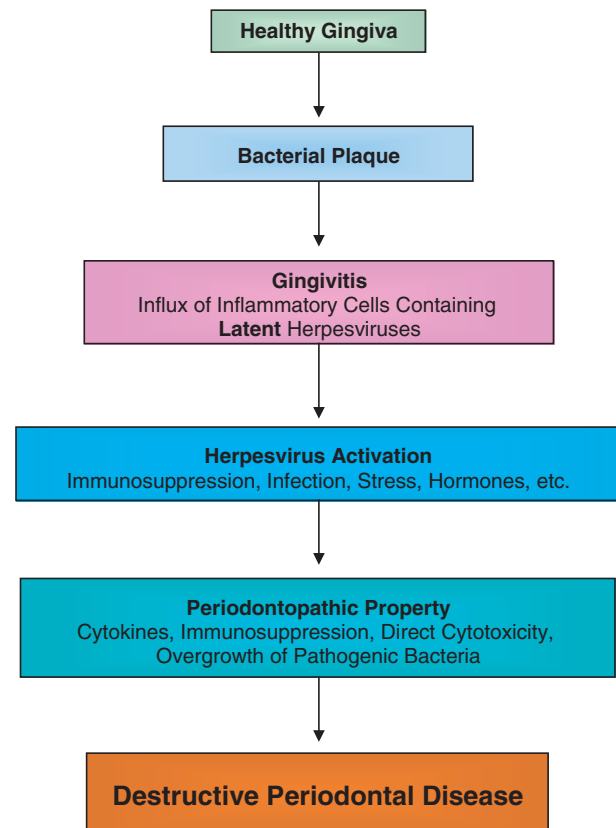 Healthy Gingiva
Bacterial Plaque
Gingivitis
Influx of Inflammatory Cells Containing
Latent Herpesviruses
Herpesvirus Activation
Immunosuppression, Infection, Stress, Hormones, etc.
Periodontopathic Property
Cytokines, Immunosuppression, Direct Cytotoxicity,
Overgrowth of Pathogenic Bacteria
Destructive Periodontal Disease